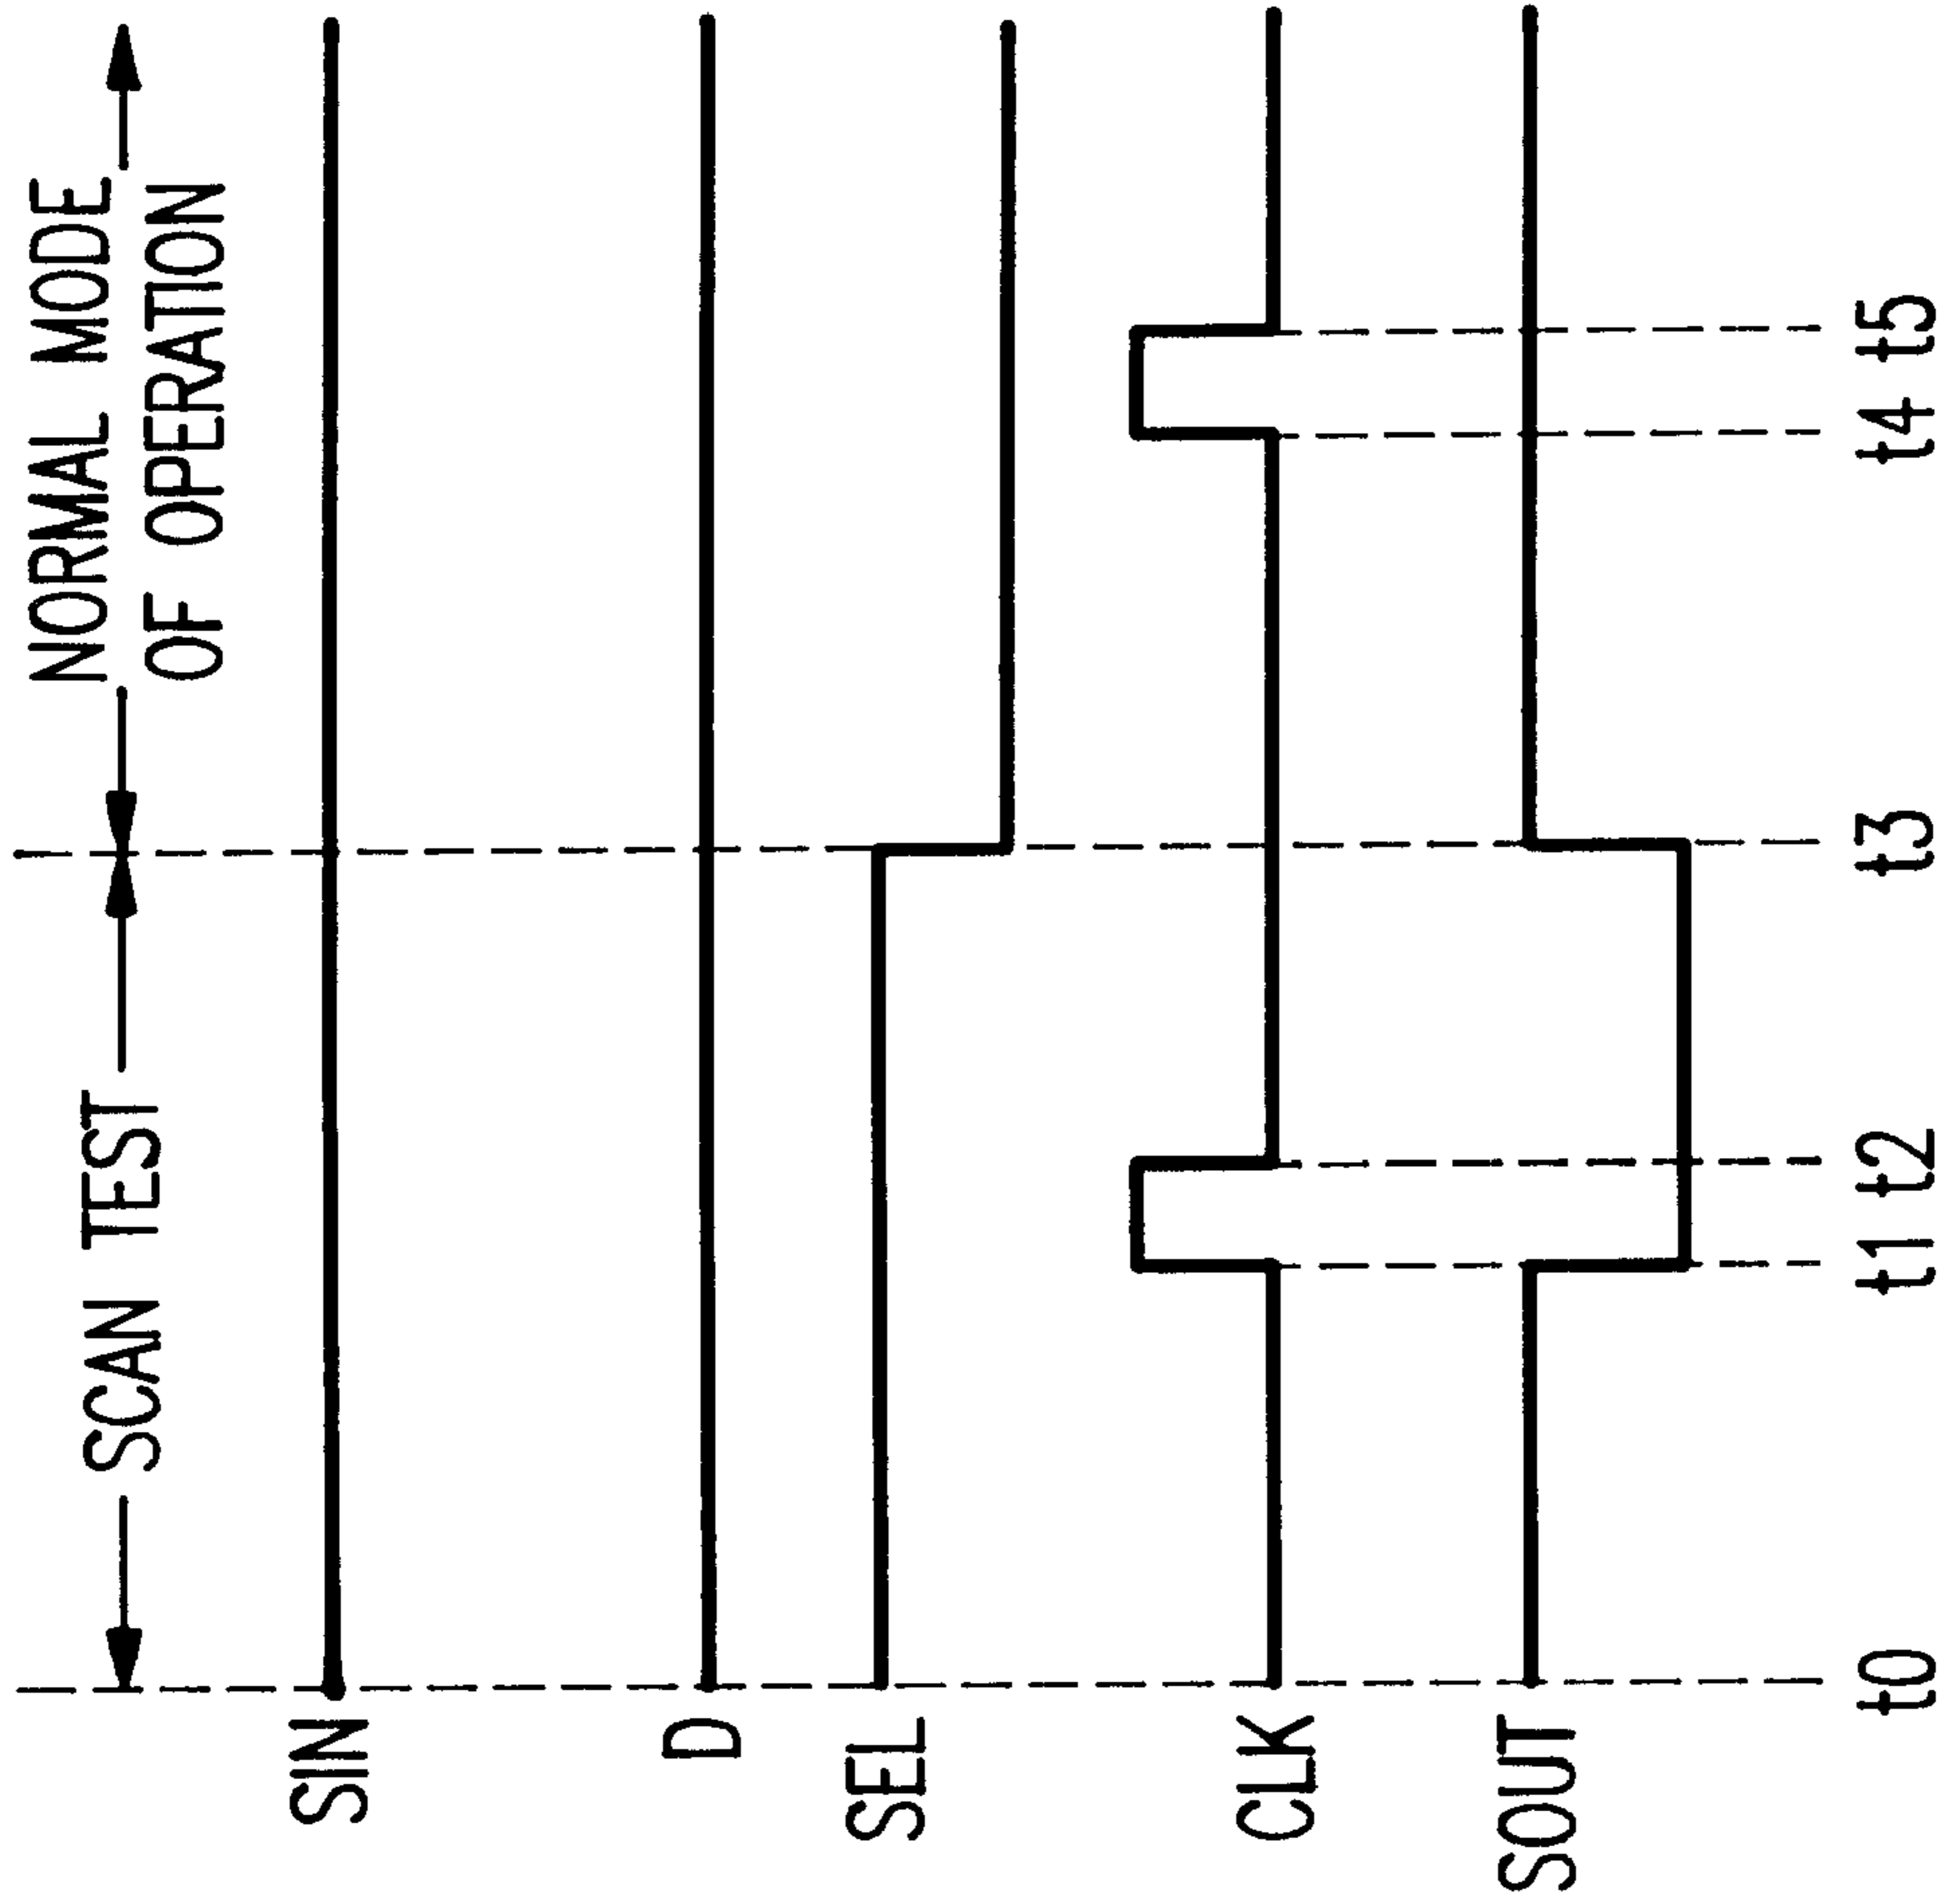 SCAN TEST
NORMAL MODE
OF OPERATION
SIN
D
SEL
CLK
SOUT
t0 t1 t2 t3 t4 t5